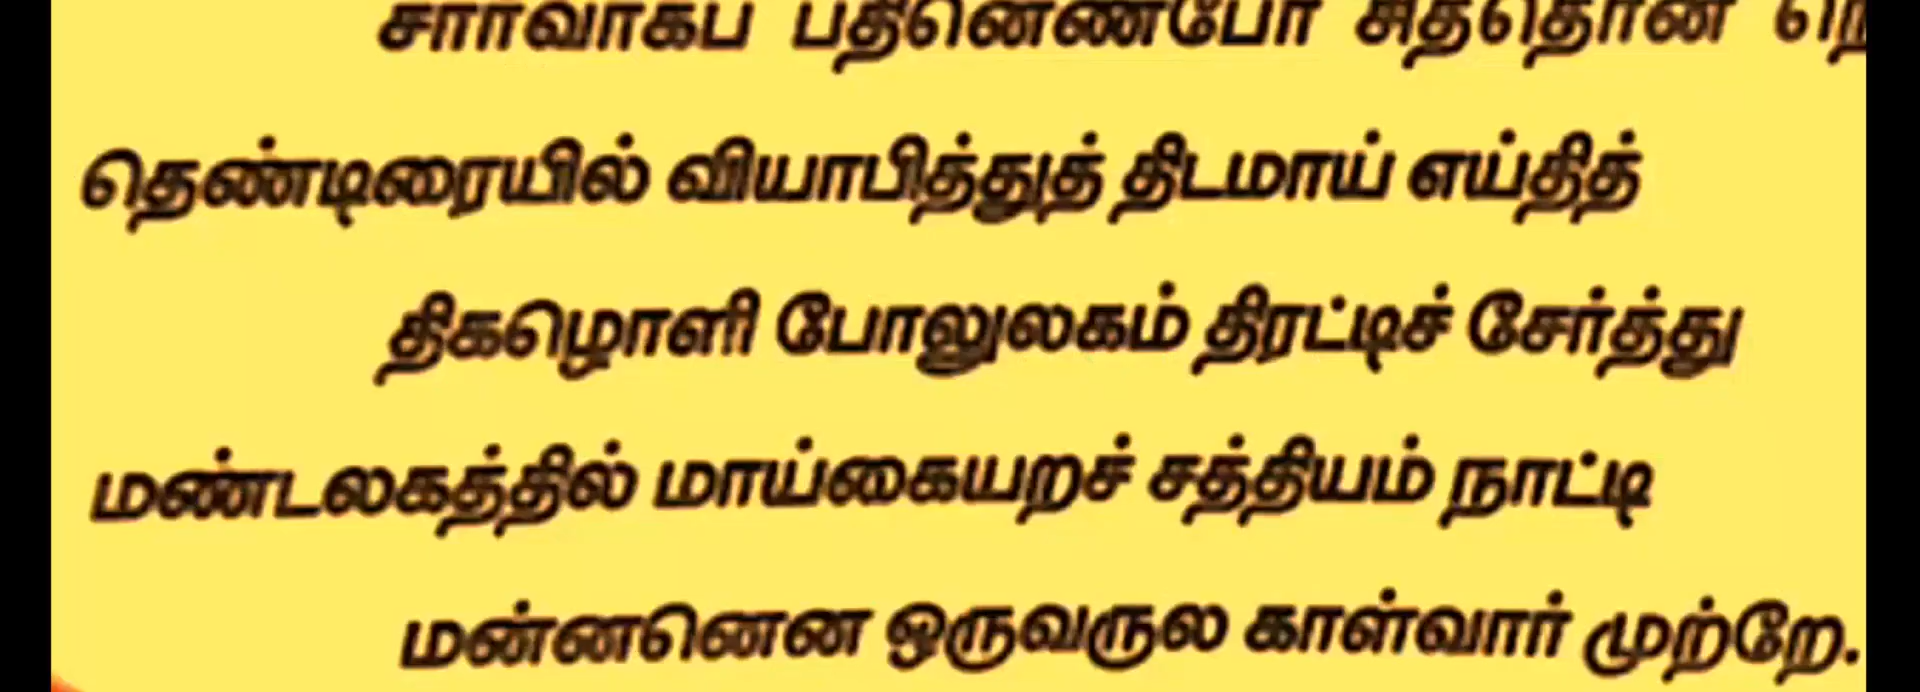 சார்வாகப் பதினெண்பேர் சித்தொன்
தெண்டிரையில் வியாபித்துத் திடமாய் எய்தித்
திகழொளி போலுலகம் திரட்டிச் சேர்த்து
மண்டலகத்தில் மாய்கையறச் சத்தியம் நாட்டி
மன்னனென ஒருவருல காள்வார் முற்றே.